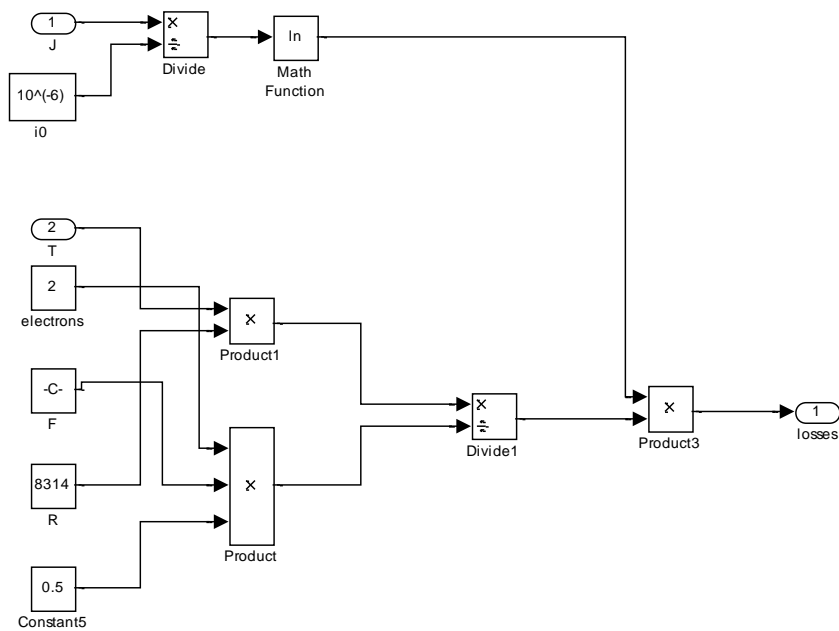 1
J
×
÷
Divide
ln
Math
Function
10^(-6)
i0
2
T
2
electrons
×
Product1
-C-
F
×
÷
Divide1
×
Product3
1
losses
8314
R
×
Product
0.5
Constant5